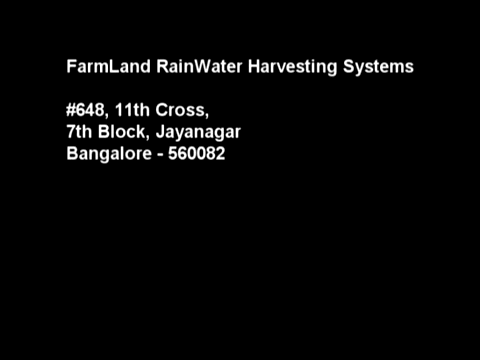 FarmLand RainWater Harvesting Systems
#648, 11th Cross,
7th Block, Jayanagar
Bangalore - 560082